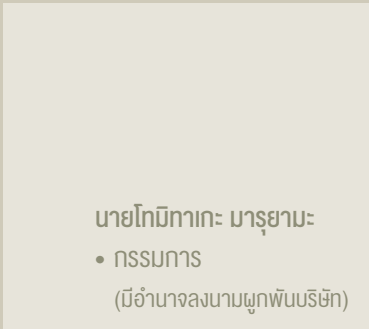 นายโทมิทาเกะ มารุยามะ
• กรรมการ
(มีอำนาจลงนามผูกพันบริษัท)